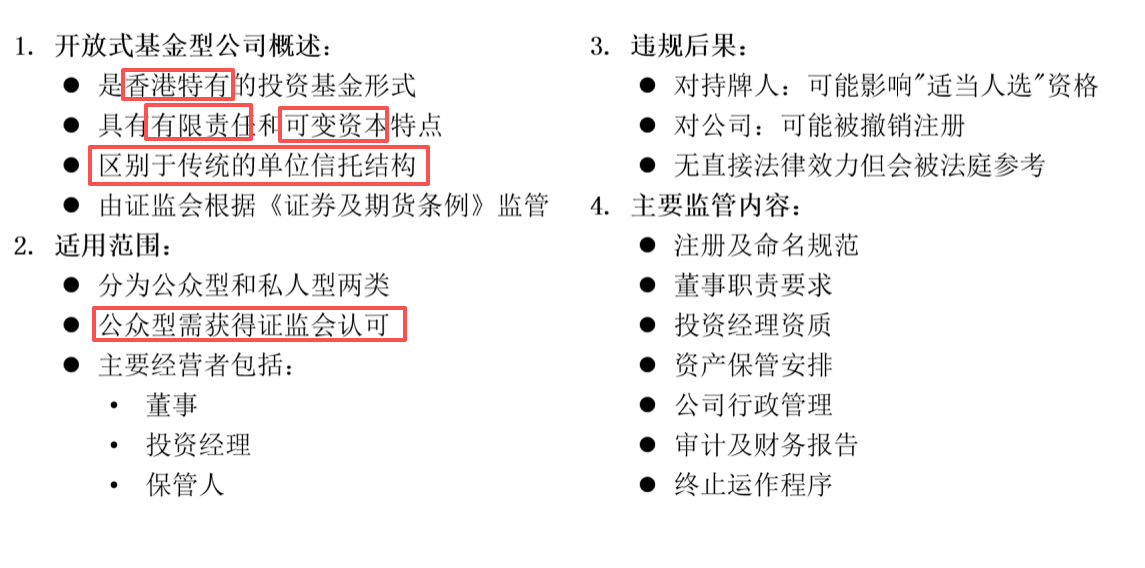 1. 开放式基金型公司概述：
● 是香港特有的投资基金形式
● 具有有限责任和可变资本特点
● 区别于传统的单位信托结构
● 由证监会根据《证券及期货条例》监管
2. 适用范围：
● 分为公众型和私人型两类
● 公众型需获得证监会认可
● 主要经营者包括：
• 董事
• 投资经理
• 保管人
3. 违规后果：
● 对持牌人：可能影响"适当人选"资格
● 对公司：可能被撤销注册
● 无直接法律效力但会被法庭参考
4. 主要监管内容：
● 注册及命名规范
● 董事职责要求
● 投资经理资质
● 资产保管安排
● 公司行政管理
● 审计及财务报告
● 终止运作程序